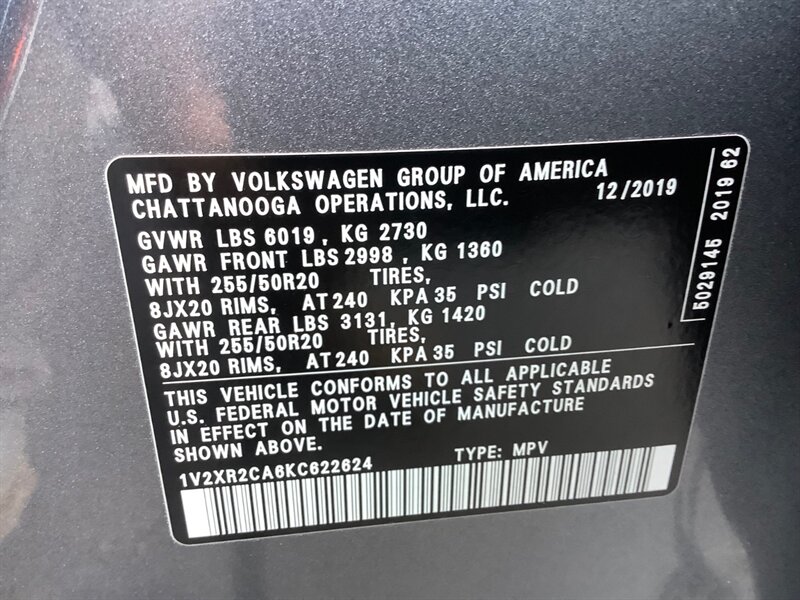 MFD BY VOLKSWAGEN GROUP OF AMERICA
CHATTANOOGA OPERATIONS, LLC. 12/2019
GVWR LBS 6019, KG 2730
GAWR FRONT LBS 2998, KG 1360
WITH 255/50R20 TIRES,
8JX20 RIMS, AT 240 KPA 35 PSI COLD
GAWR REAR LBS 3131, KG 1420
WITH 255/50R20 TIRES,
8JX20 RIMS, AT 240 KPA 35 PSI COLD
THIS VEHICLE CONFORMS TO ALL APPLICABLE
U.S. FEDERAL MOTOR VEHICLE SAFETY STANDARDS
IN EFFECT ON THE DATE OF MANUFACTURE
SHOWN ABOVE.
1V2XR2CA6KC622624 TYPE: MPV
5029145 2019 62